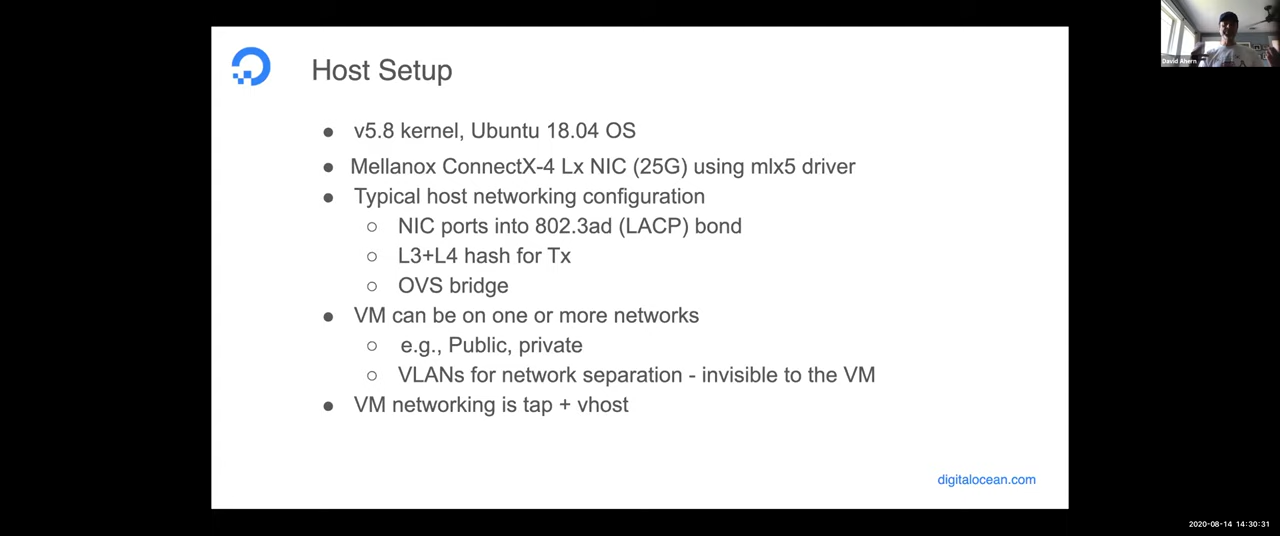 Host Setup
● v5.8 kernel, Ubuntu 18.04 OS
● Mellanox ConnectX-4 Lx NIC (25G) using mlx5 driver
● Typical host networking configuration
○ NIC ports into 802.3ad (LACP) bond
○ L3+L4 hash for Tx
○ OVS bridge
● VM can be on one or more networks
○ e.g., Public, private
○ VLANs for network separation - invisible to the VM
● VM networking is tap + vhost
digitalocean.com
David Ahern
2020-08-14 14:30:31